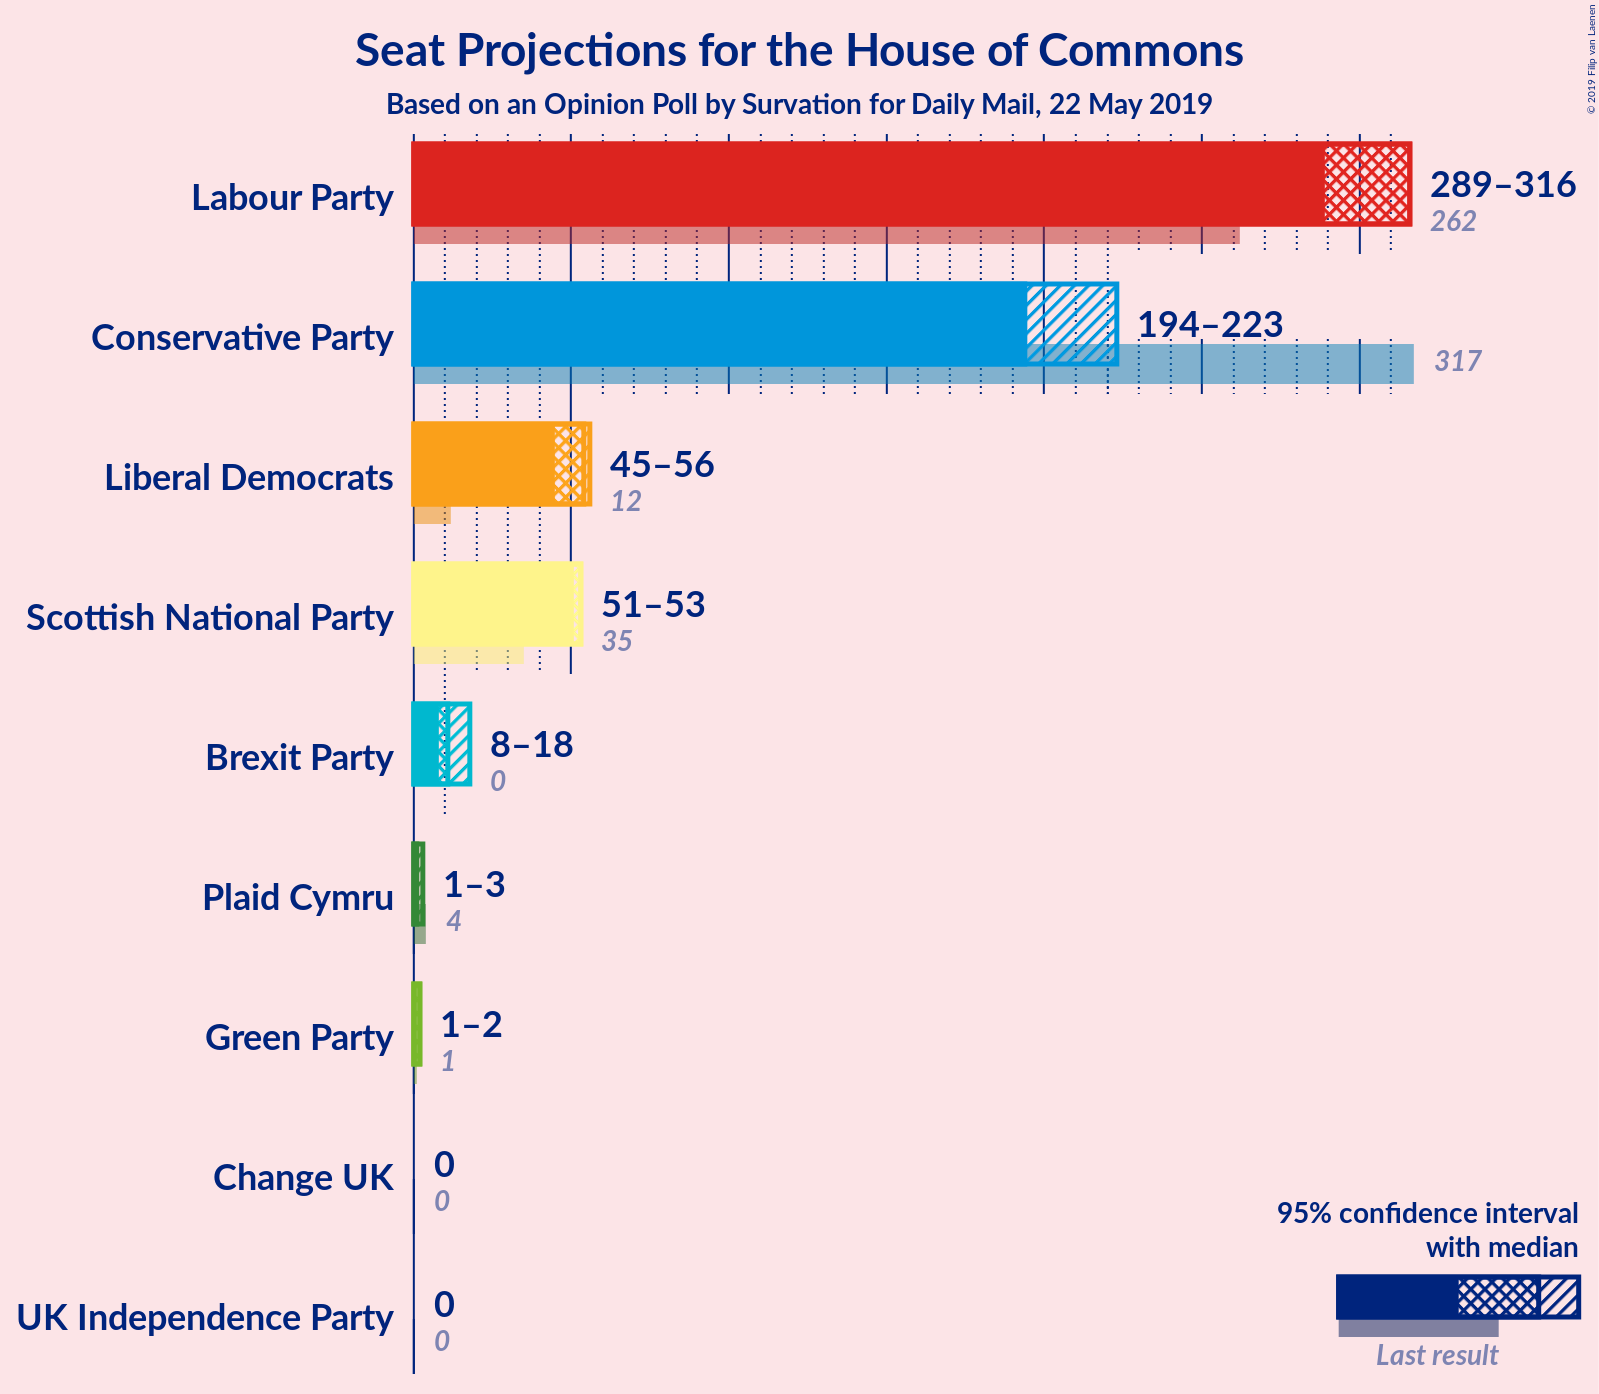 Seat Projections for the House of Commons
Based on an Opinion Poll by Survation for Daily Mail, 22 May 2019
© 2019 Filip van Laenen
Labour Party
289–316
262
Conservative Party
194–223
317
Liberal Democrats
45–56
12
Scottish National Party
51–53
35
Brexit Party
8–18
0
Plaid Cymru
1–3
4
Green Party
1–2
1
Change UK
0
0
UK Independence Party
0
0
95% confidence interval
with median
Last result